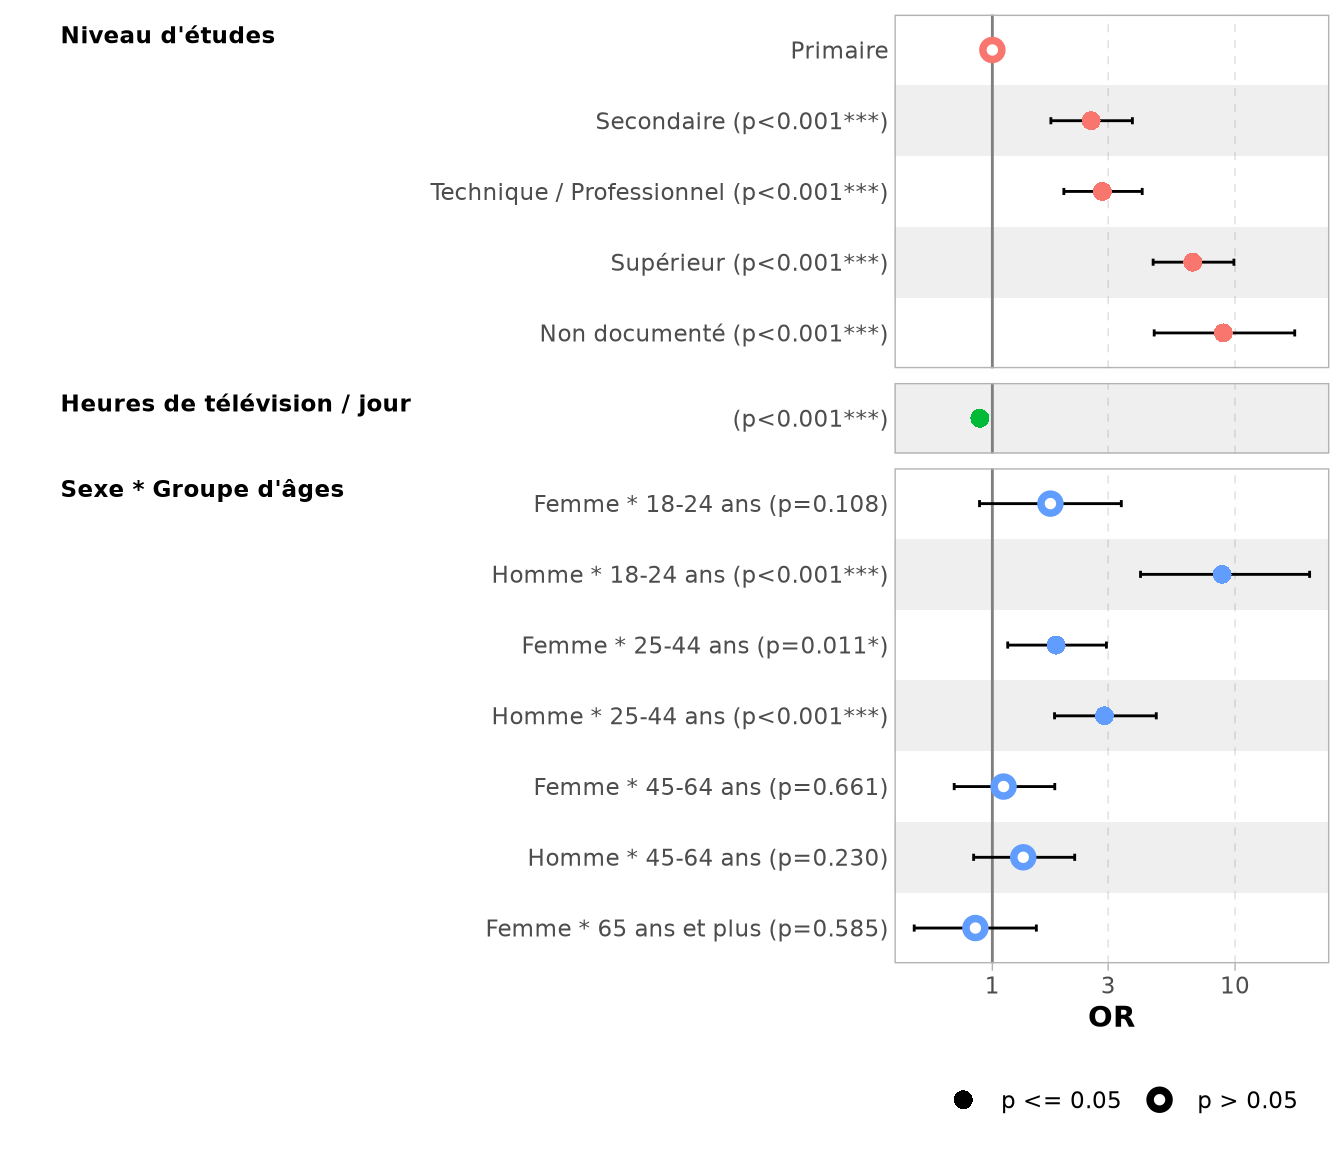 Niveau d'études
Primaire
Secondaire (p<0.001***)
Technique / Professionnel (p<0.001***)
Supérieur (p<0.001***)
Non documenté (p<0.001***)
Heures de télévision / jour
(p<0.001***)
Sexe * Groupe d'âges
Femme * 18-24 ans (p=0.108)
Homme * 18-24 ans (p<0.001***)
Femme * 25-44 ans (p=0.011*)
Homme * 25-44 ans (p<0.001***)
Femme * 45-64 ans (p=0.661)
Homme * 45-64 ans (p=0.230)
Femme * 65 ans et plus (p=0.585)
1 3 10
OR
p <= 0.05 p > 0.05